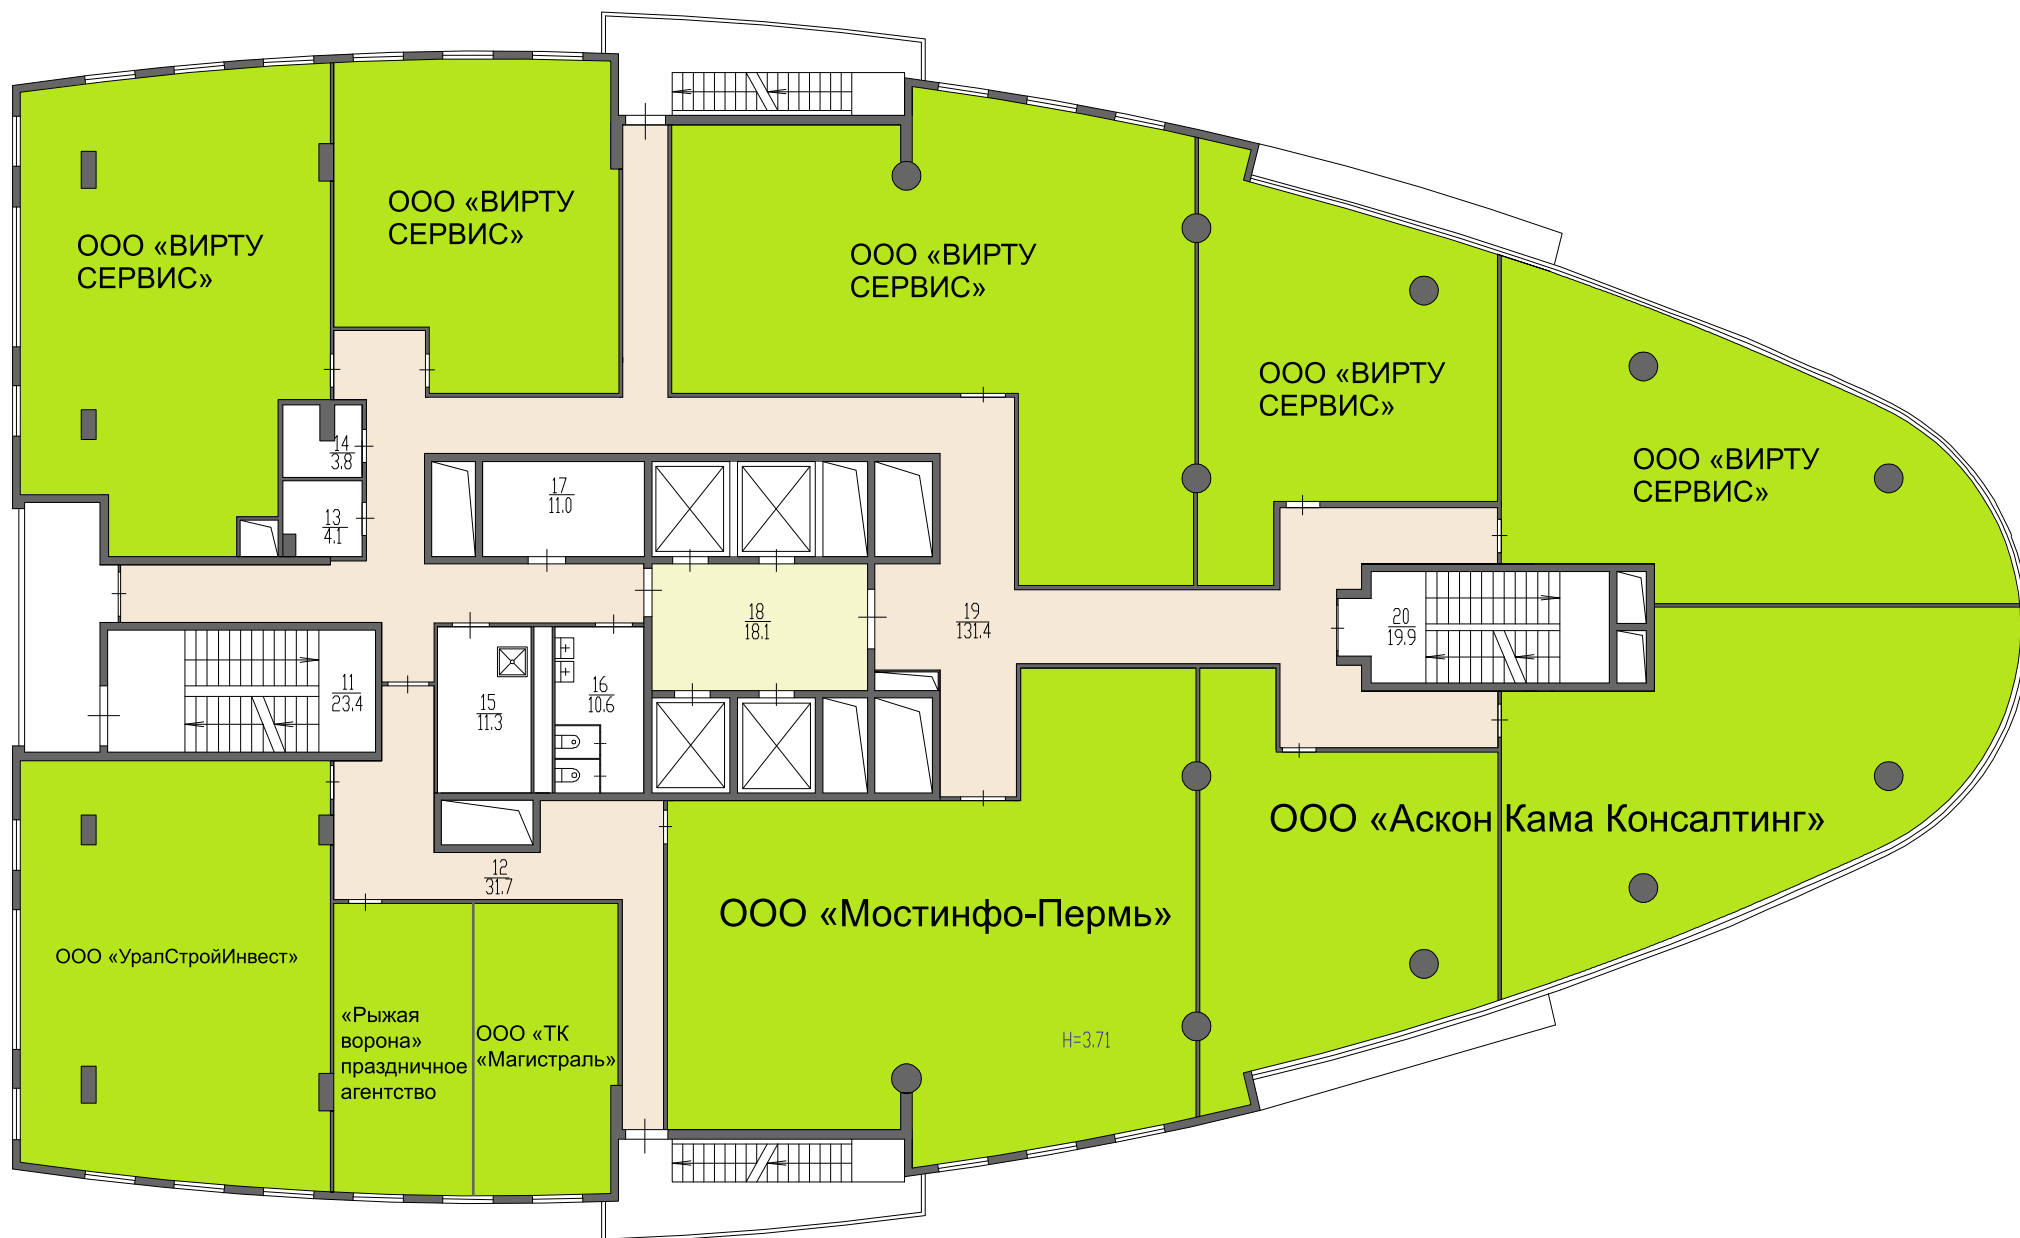 ООО «ВИРТУ
СЕРВИС»
ООО «ВИРТУ
СЕРВИС»
ООО «ВИРТУ
СЕРВИС»
ООО «ВИРТУ
СЕРВИС»
ООО «ВИРТУ
СЕРВИС»
14
3.8
13
4.1
17
11.0
18
18.1
19
131.4
20
19.9
11
23.4
15
11.3
16
10.6
12
31.7
ООО «Аскон Кама Консалтинг»
ООО «Мостинфо-Пермь»
H=3.71
ООО «УралСтройИнвест»
«Рыжая
ворона»
праздничное
агентство
ООО «ТК
«Магистраль»